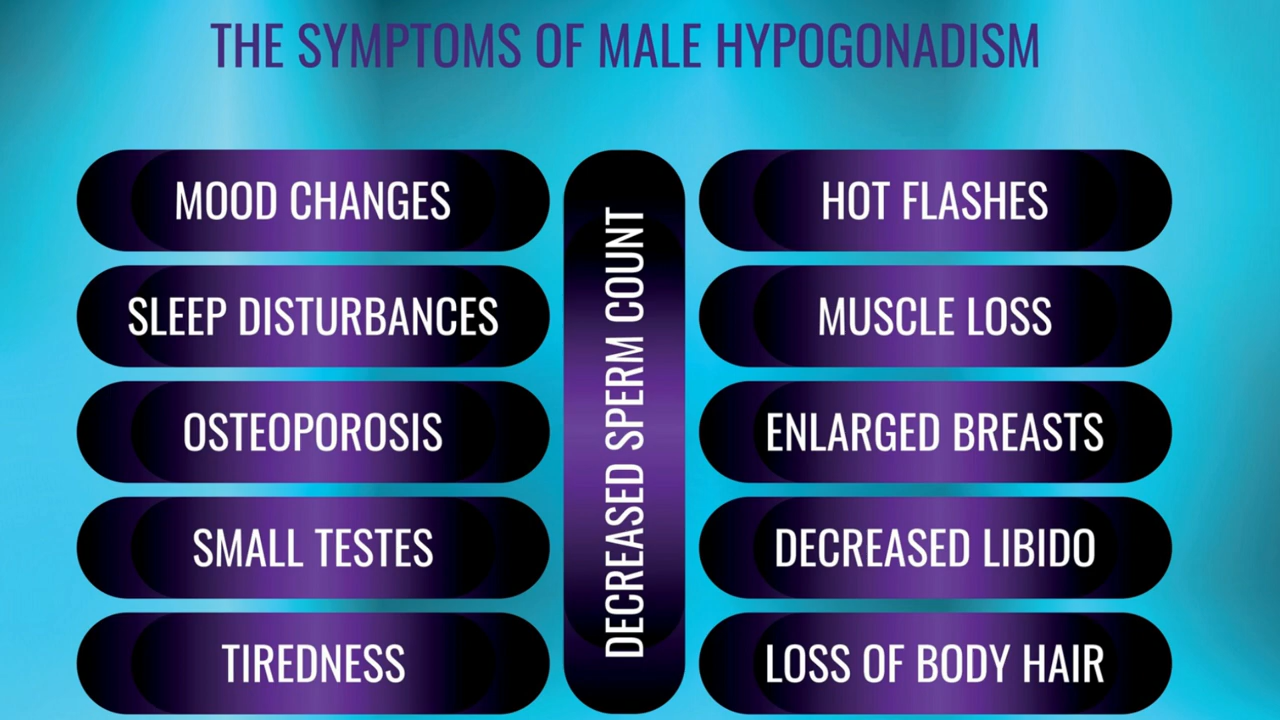 THE SYMPTOMS OF MALE HYPOGONADISM
MOOD CHANGES
SLEEP DISTURBANCES
OSTEOPOROSIS
SMALL TESTES
TIREDNESS
DECREASED SPERM COUNT
HOT FLASHES
MUSCLE LOSS
ENLARGED BREASTS
DECREASED LIBIDO
LOSS OF BODY HAIR